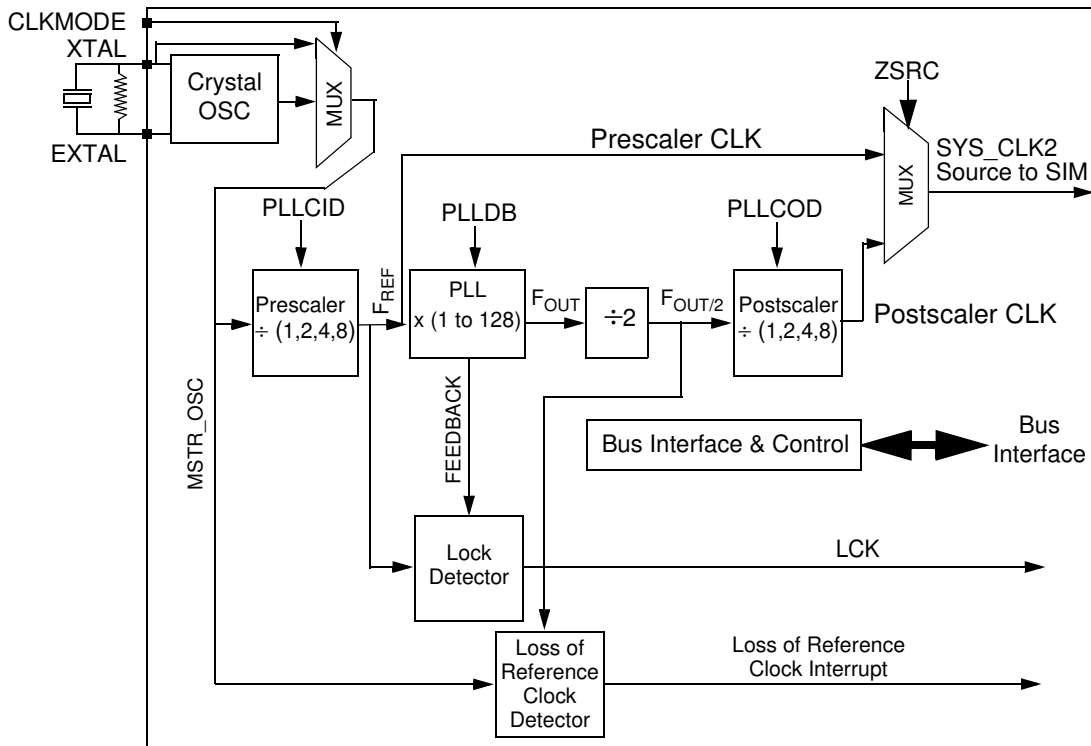 CLKMODE
XTAL
EXTAL
Crystal
OSC
MUX
ZSRC
Prescaler CLK
MUX
SYS_CLK2
Source to SIM
PLLCID
PLLDB
PLLCOD
Prescaler
÷ (1,2,4,8)
FREF
PLL
x (1 to 128)
FOUT
÷2
FOUT/2
Postscaler
÷ (1,2,4,8)
Postscaler CLK
MSTR_OSC
FEEDBACK
Bus Interface & Control
Bus
Interface
Lock
Detector
LCK
Loss of
Reference
Clock
Detector
Loss of Reference
Clock Interrupt